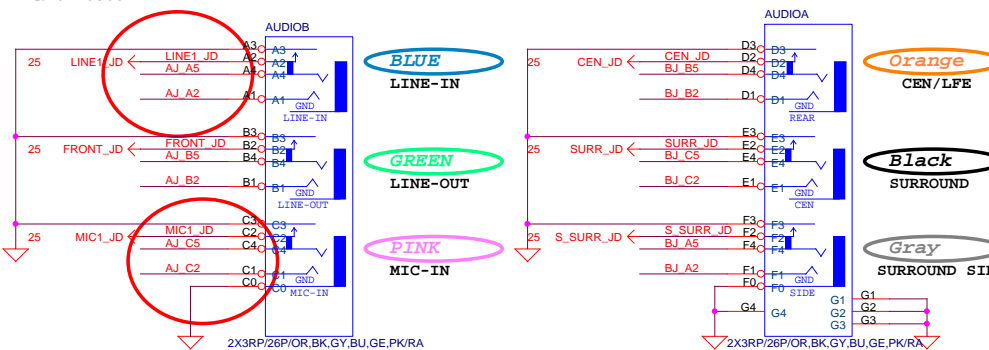 AUDIOB
25
LINE1_JD
LINE1_JD
AJ_A5
AJ_A2
A3
A2
A4
A1
A3
A2
A4
A1
GND
LINE-IN
BLUE
LINE-IN
25
FRONT_JD
FRONT_JD
AJ_B5
AJ_B2
B3
B2
B4
B1
B3
B2
B4
B1
GND
LINE-OUT
GREEN
LINE-OUT
25
MIC1_JD
MIC1_JD
AJ_C5
AJ_C2
C3
C2
C4
C1
C0
C3
C2
C4
C1
C0
GND
MIC-IN
PINK
MIC-IN
2X3RP/26P/OR,BK,GY,BU,GE,PK/RA
AUDIOA
25
CEN_JD
CEN_JD
BJ_B5
BJ_B2
D3
D2
D4
D1
D3
D2
D4
D1
GND
REAR
Orange
CEN/LFE
25
SURR_JD
SURR_JD
BJ_C5
BJ_C2
E3
E2
E4
E1
E3
E2
E4
E1
GND
CEN
Black
SURROUND
25
S_SURR_JD
S_SURR_JD
BJ_A5
BJ_A2
F3
F2
F4
F1
F0
F3
F2
F4
F1
F0
GND
SIDE
Gray
SURROUND
G4
G4
G1
G2
G3
G1
G2
G3
2X3RP/26P/OR,BK,GY,BU,GE,PK/RA